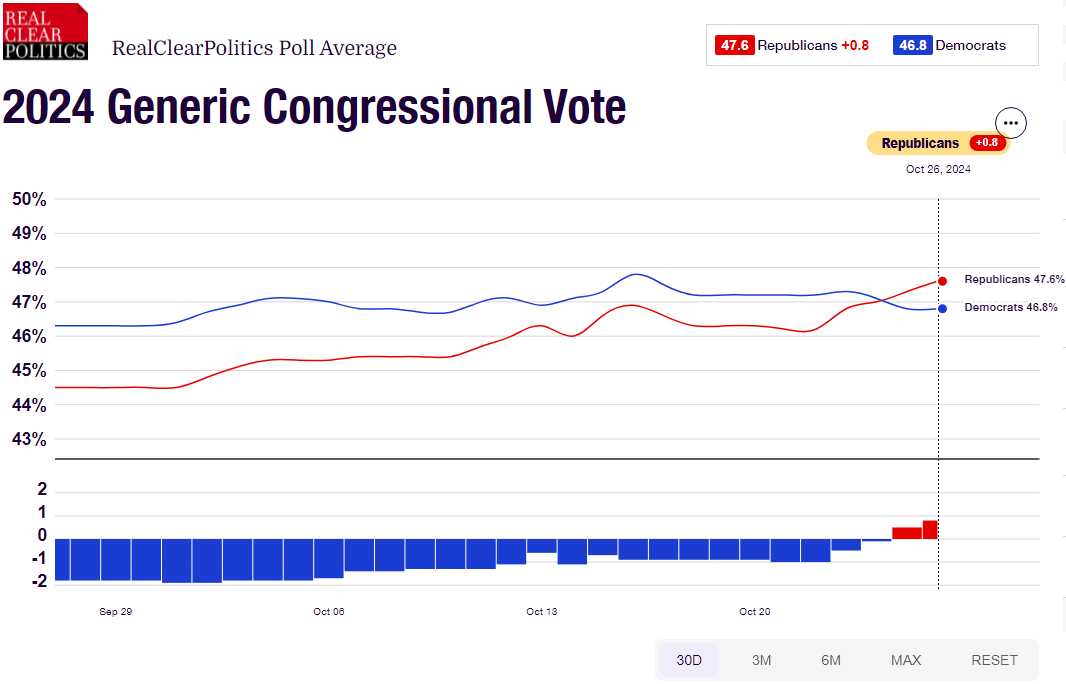 REAL
CLEAR
POLITICS
RealClearPolitics Poll Average
47.6 Republicans +0.8 46.8 Democrats
2024 Generic Congressional Vote
Republicans +0.8
Oct 26, 2024
50%
49%
48%
Republicans 47.6%
47%
Democrats 46.8%
46%
45%
44%
43%
2
1
0
-1
-2
Sep 29 Oct 06 Oct 13 Oct 20
30D 3M 6M MAX RESET